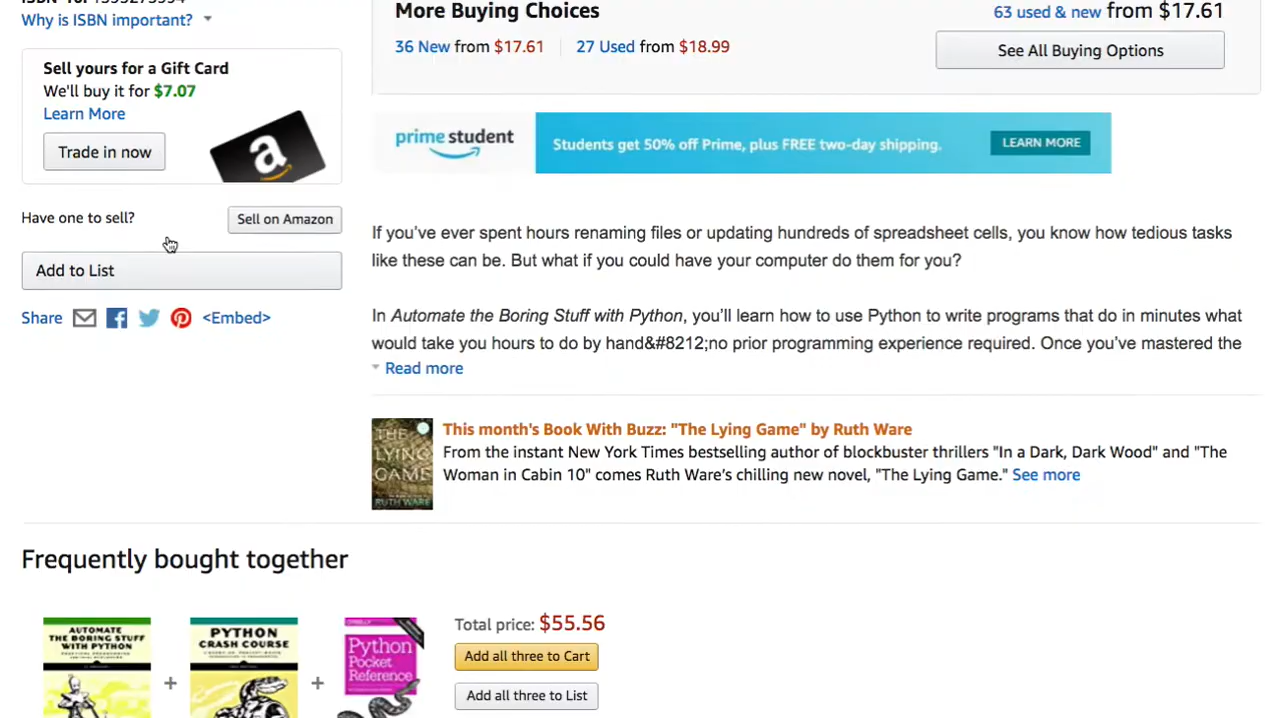 Why is ISBN important?
Sell yours for a Gift Card
We'll buy it for $7.07
Learn More
Trade in now
Have one to sell?
Sell on Amazon
Add to List
Share
<Embed>
More Buying Choices
63 used & new from $17.61
36 New from $17.61
27 Used from $18.99
See All Buying Options
prime student
Students get 50% off Prime, plus FREE two-day shipping.
LEARN MORE
If you've ever spent hours renaming files or updating hundreds of spreadsheet cells, you know how tedious tasks
like these can be. But what if you could have your computer do them for you?
In Automate the Boring Stuff with Python, you'll learn how to use Python to write programs that do in minutes what
would take you hours to do by hand&#8212;no prior programming experience required. Once you've mastered the
Read more
THE
LYING
GAME
RUTH WARE
This month's Book With Buzz: "The Lying Game" by Ruth Ware
From the instant New York Times bestselling author of blockbuster thrillers "In a Dark, Dark Wood" and "The
Woman in Cabin 10" comes Ruth Ware's chilling new novel, "The Lying Game." See more
Frequently bought together
AUTOMATE
THE BORING STUFF
WITH PYTHON
+
PYTHON
CRASH COURSE
+
Python
Pocket
Reference
Total price: $55.56
Add all three to Cart
Add all three to List